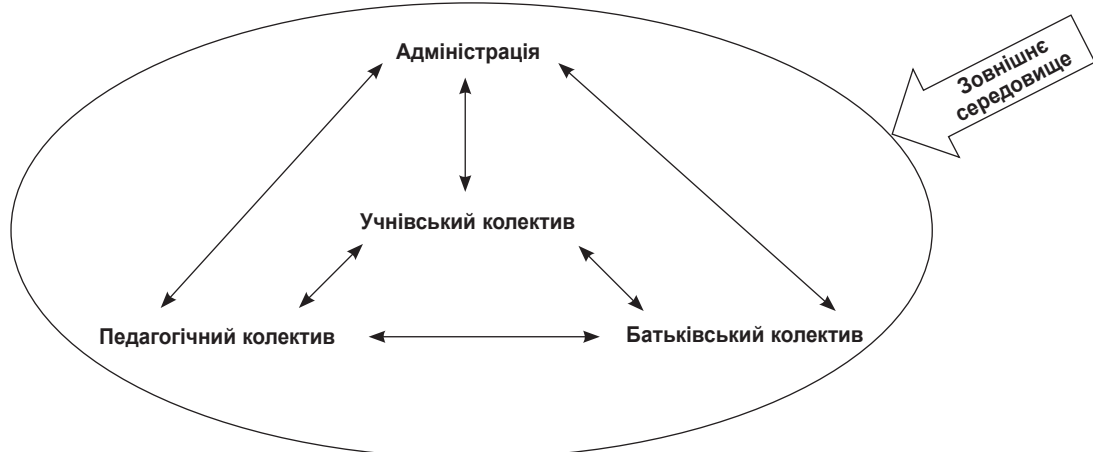 Адміністрація
Зовнішнє
середовище
Учнівський колектив
Педагогічний колектив
Батьківський колектив